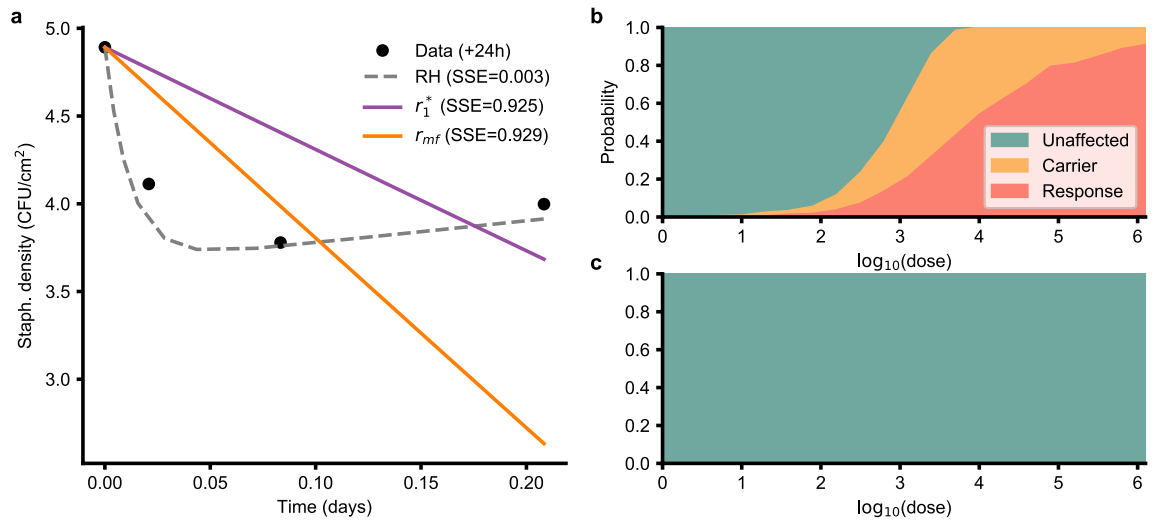 a
Staph. density (CFU/cm²)
5.0
4.5
4.0
3.5
3.0
0.00 0.05 0.10 0.15 0.20
Time (days)
Data (+24h)
RH (SSE=0.003)
r₁* (SSE=0.925)
r_mf (SSE=0.929)
b
Probability
1.0
0.8
0.6
0.4
0.2
0.0
0 1 2 3 4 5 6
log₁₀(dose)
Unaffected
Carrier
Response
c
1.0
0.8
0.6
0.4
0.2
0.0
0 1 2 3 4 5 6
log₁₀(dose)